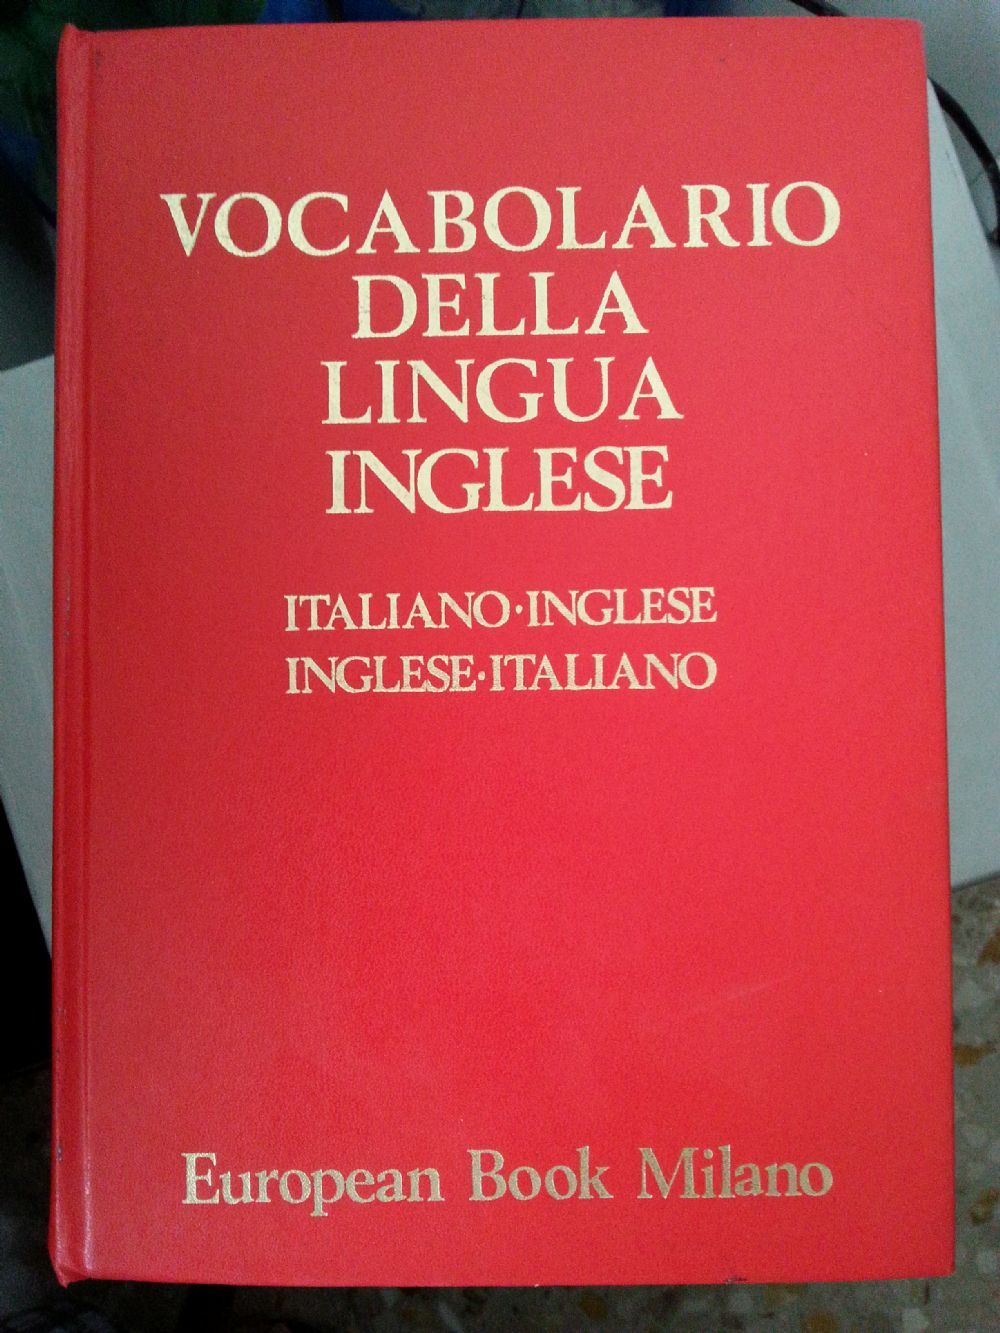 VOCABOLARIO
DELLA
LINGUA
INGLESE
ITALIANO·INGLESE
INGLESE·ITALIANO
European Book Milano